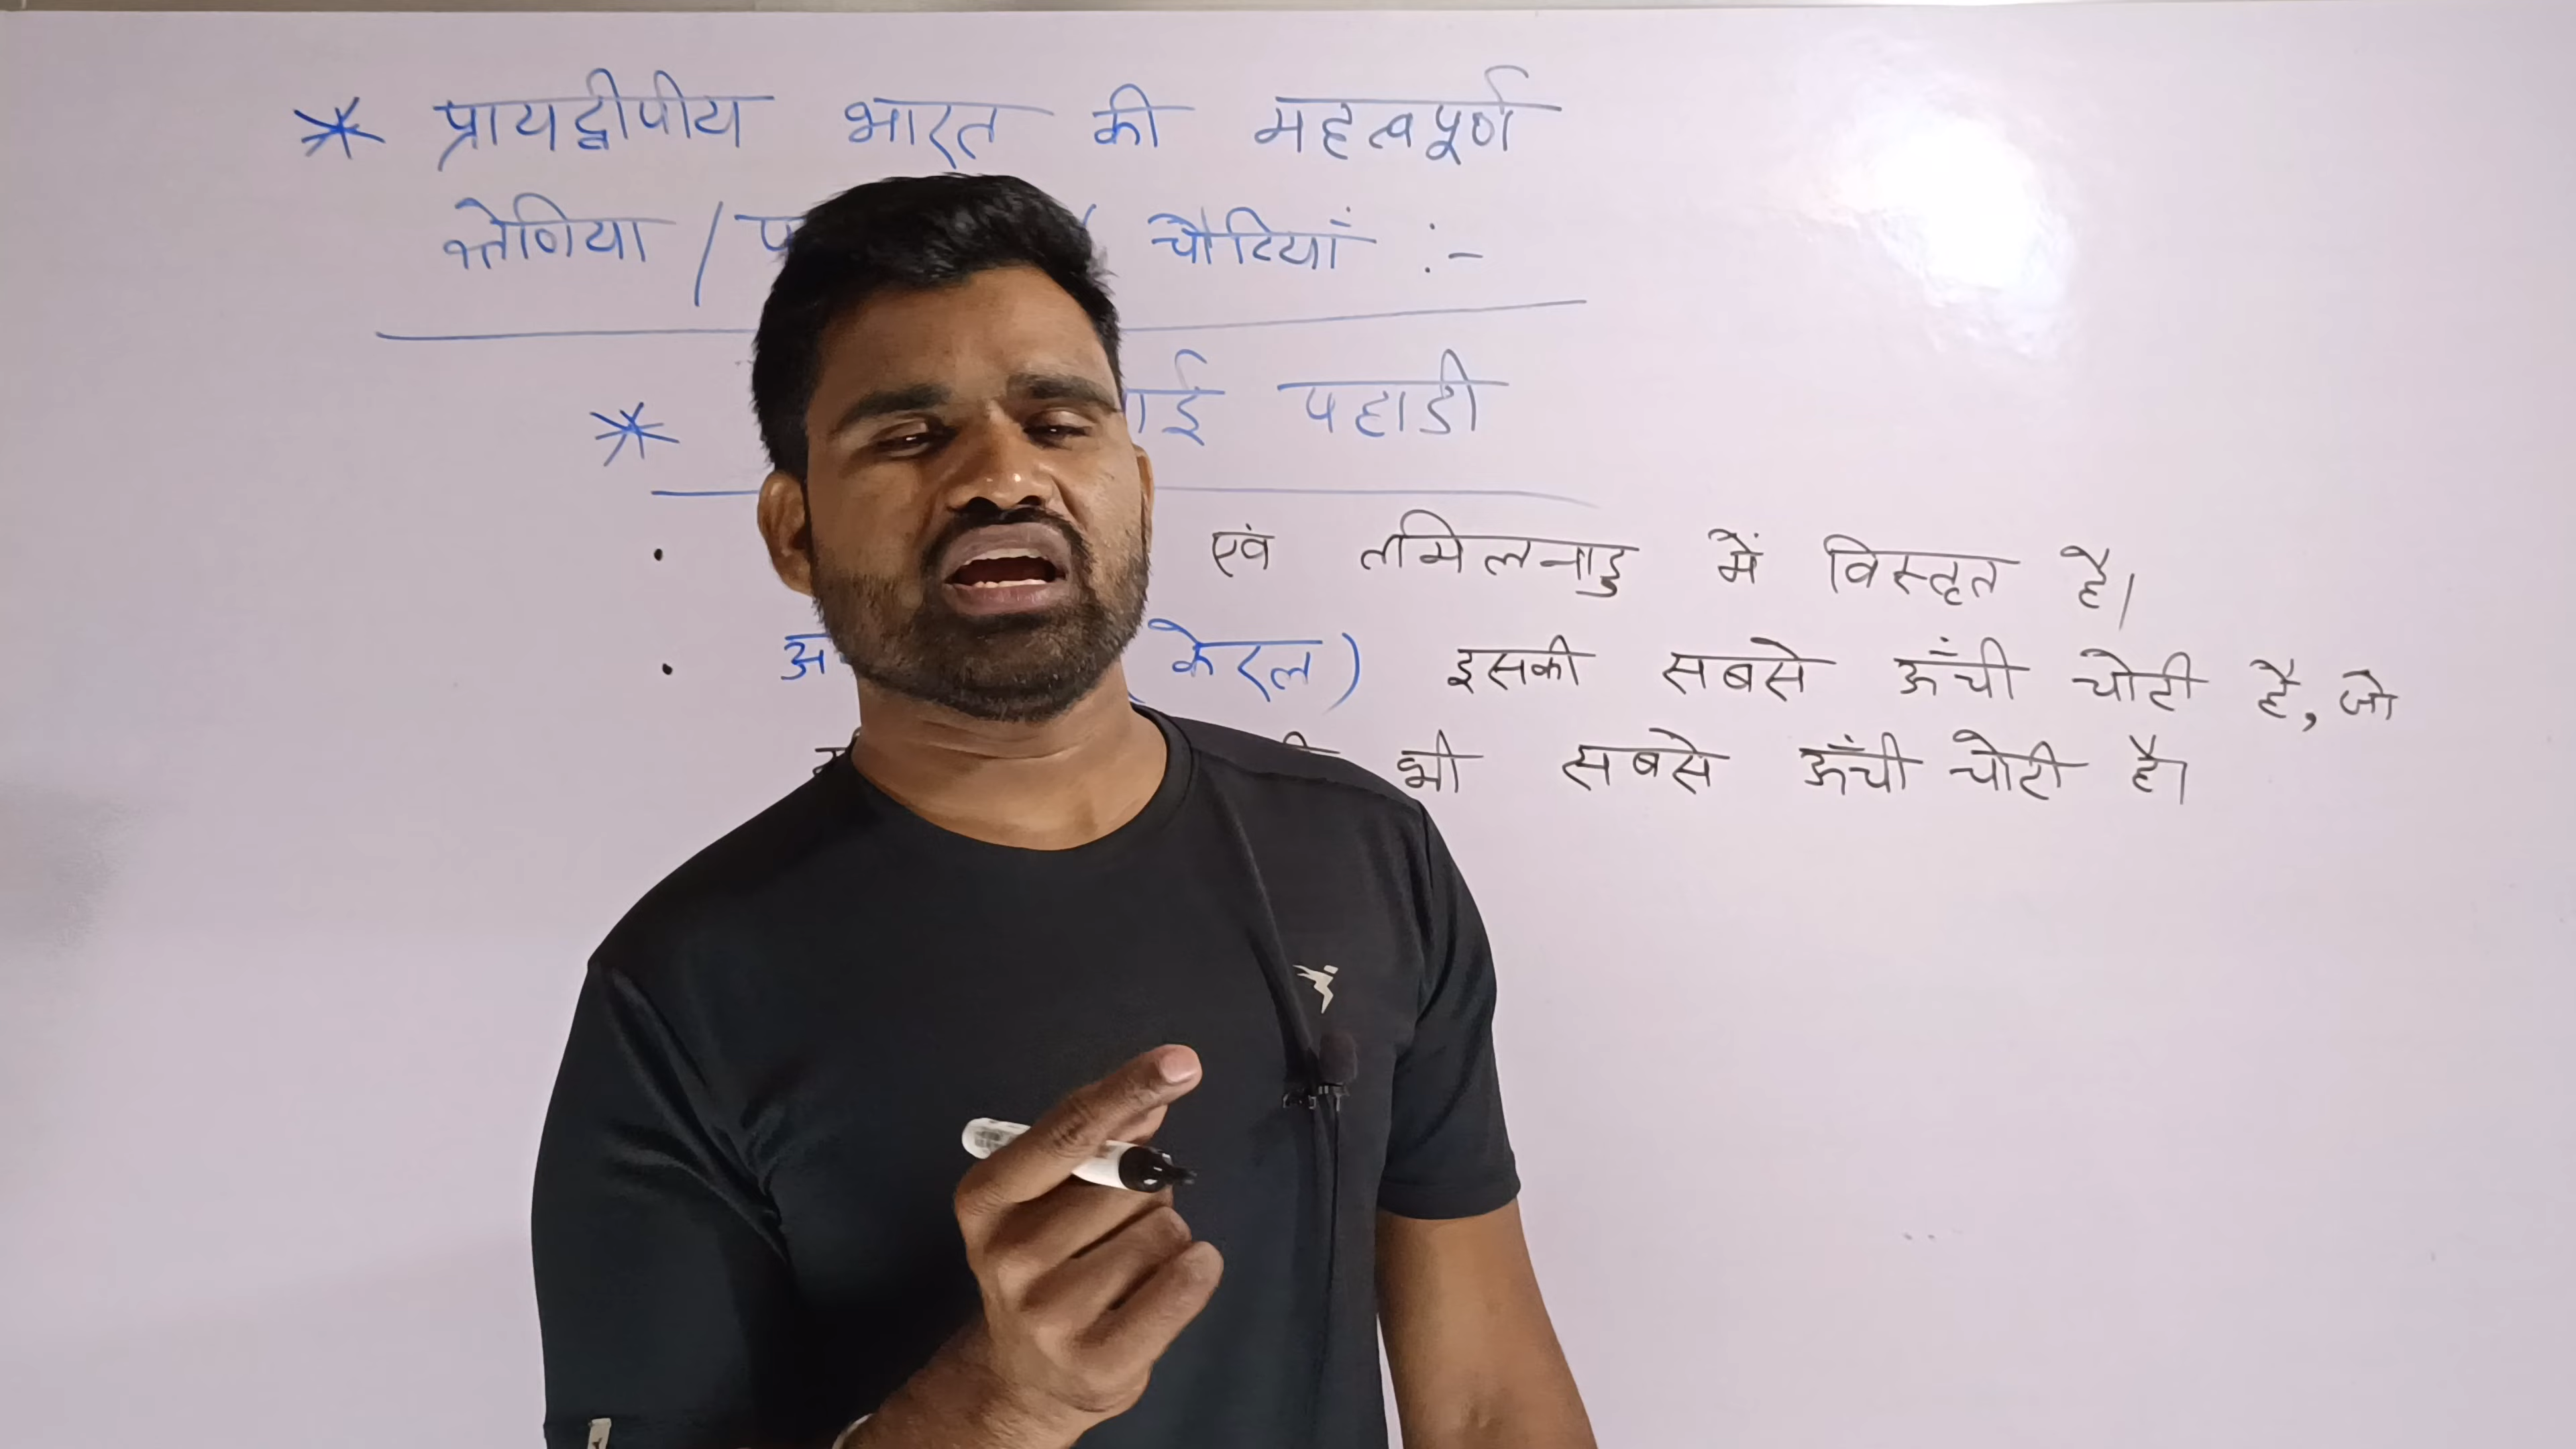 * प्रायद्वीपीय भारत की महत्वपूर्ण
श्रेणिया / चौटियाँ :-
* पहाडी
• एवं तमिलनाडु में विस्तृत है।
• (केरल) इसकी सबसे ऊँची चोटी है, जो
भी सबसे ऊँची चोटी है।